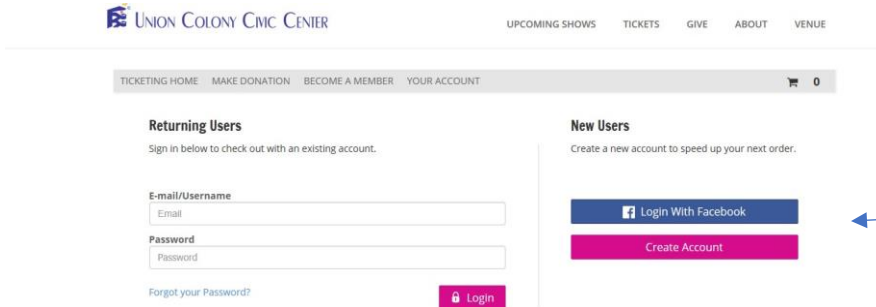 UNION COLONY CIVIC CENTER
UPCOMING SHOWS TICKETS GIVE ABOUT VENUE
TICKETING HOME MAKE DONATION BECOME A MEMBER YOUR ACCOUNT 0
Returning Users
Sign in below to check out with an existing account.
E-mail/Username
Email
Password
Password
Forgot your Password?
Login
New Users
Create a new account to speed up your next order.
Login With Facebook
Create Account